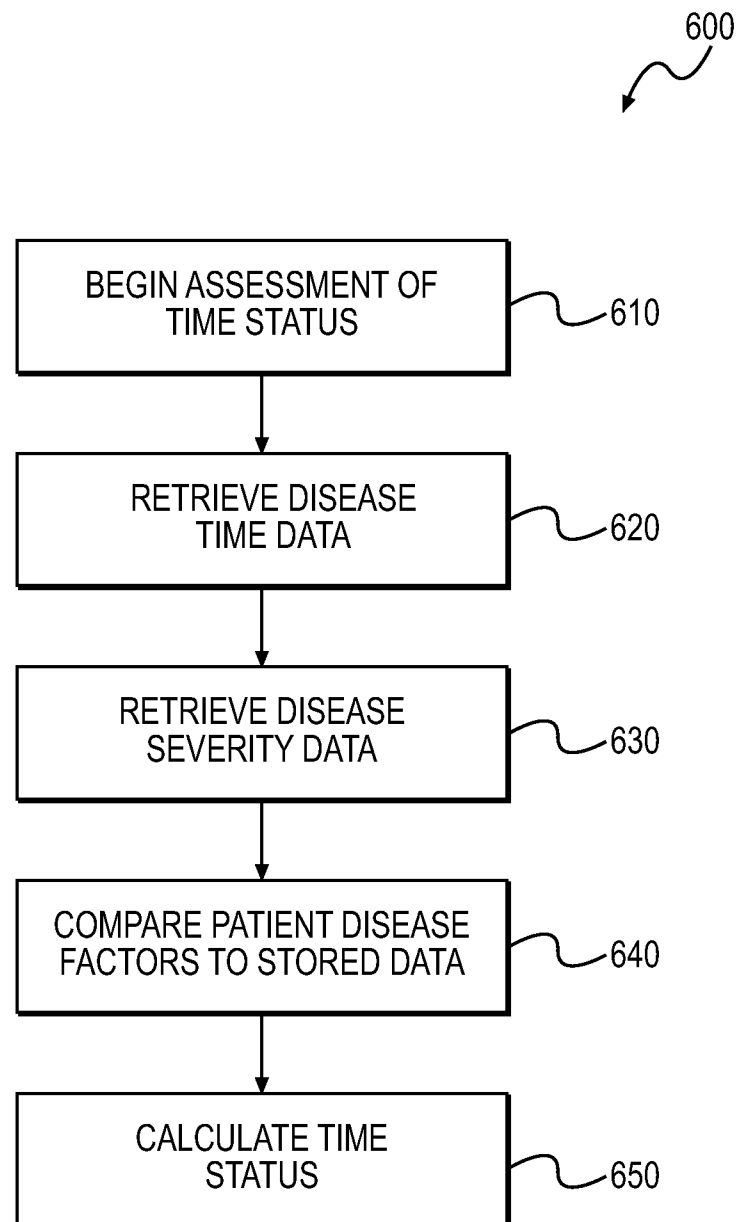 600
BEGIN ASSESSMENT OF
TIME STATUS
610
RETRIEVE DISEASE
TIME DATA
620
RETRIEVE DISEASE
SEVERITY DATA
630
COMPARE PATIENT DISEASE
FACTORS TO STORED DATA
640
CALCULATE TIME
STATUS
650